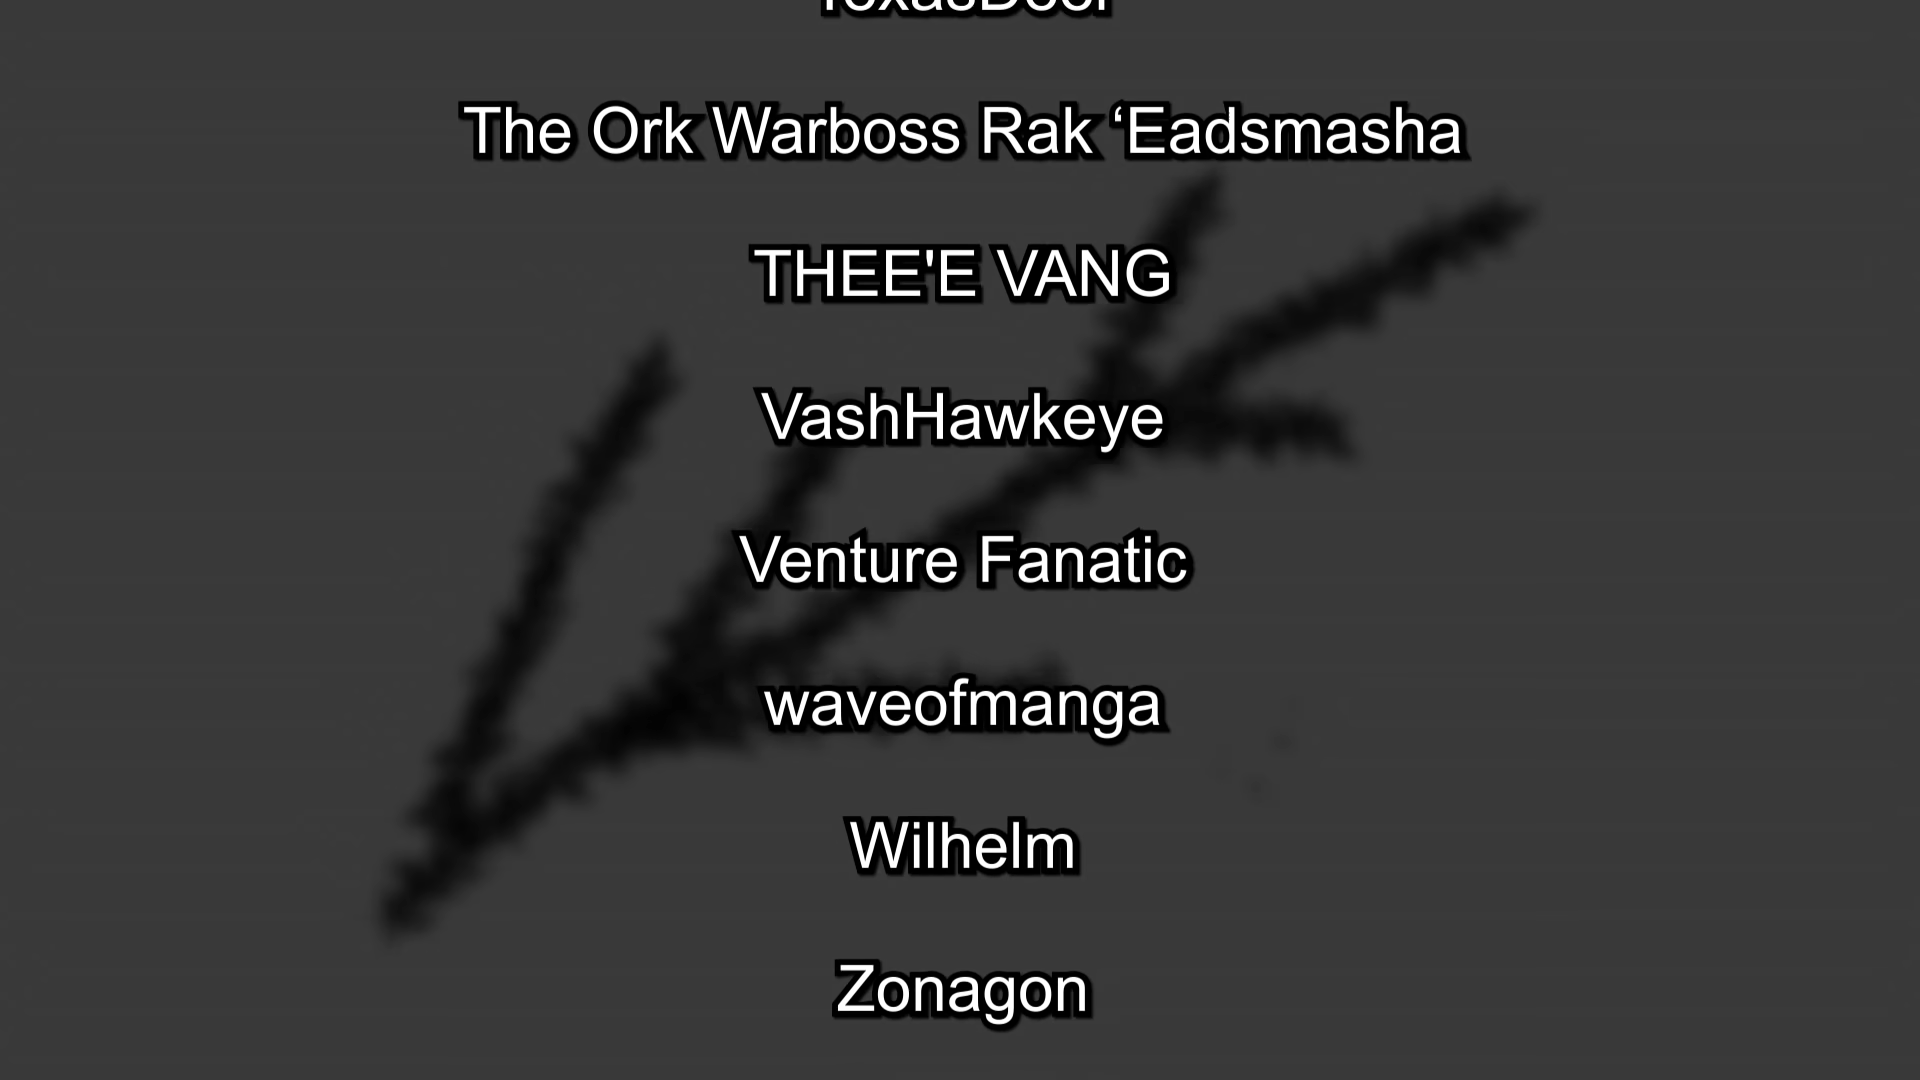 The Ork Warboss Rak ‘Eadsmasha
THEE'E VANG
VashHawkeye
Venture Fanatic
waveofmanga
Wilhelm
Zonagon